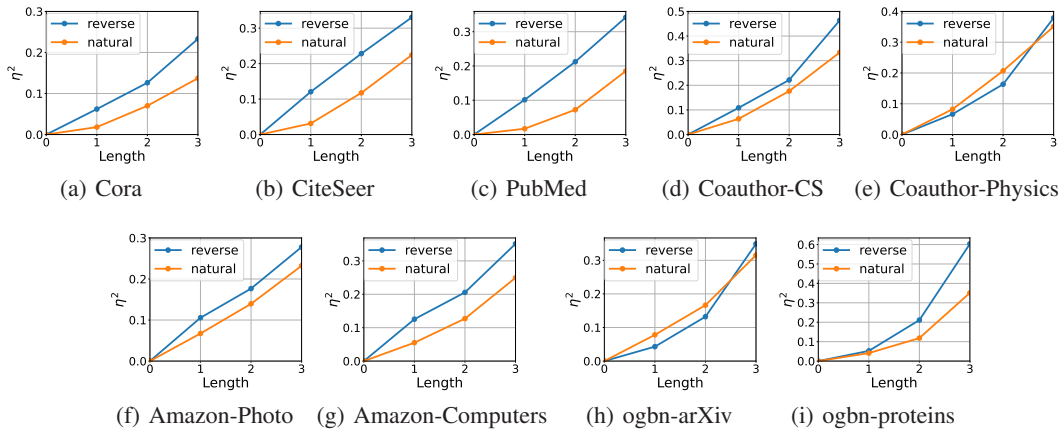 0.3
0.2
0.1
0.0
η²
reverse
natural
0 1 2 3
Length
(a) Cora
0.3
0.2
0.1
0.0
η²
reverse
natural
0 1 2 3
Length
(b) CiteSeer
0.3
0.2
0.1
0.0
η²
reverse
natural
0 1 2 3
Length
(c) PubMed
0.5
0.4
0.3
0.2
0.1
0.0
η²
reverse
natural
0 1 2 3
Length
(d) Coauthor-CS
0.4
0.3
0.2
0.1
0.0
η²
reverse
natural
0 1 2 3
Length
(e) Coauthor-Physics
0.3
0.2
0.1
0.0
η²
reverse
natural
0 1 2 3
Length
(f) Amazon-Photo
0.3
0.2
0.1
0.0
η²
reverse
natural
0 1 2 3
Length
(g) Amazon-Computers
0.3
0.2
0.1
0.0
η²
reverse
natural
0 1 2 3
Length
(h) ogbn-arXiv
0.6
0.5
0.4
0.3
0.2
0.1
0.0
η²
reverse
natural
0 1 2 3
Length
(i) ogbn-proteins